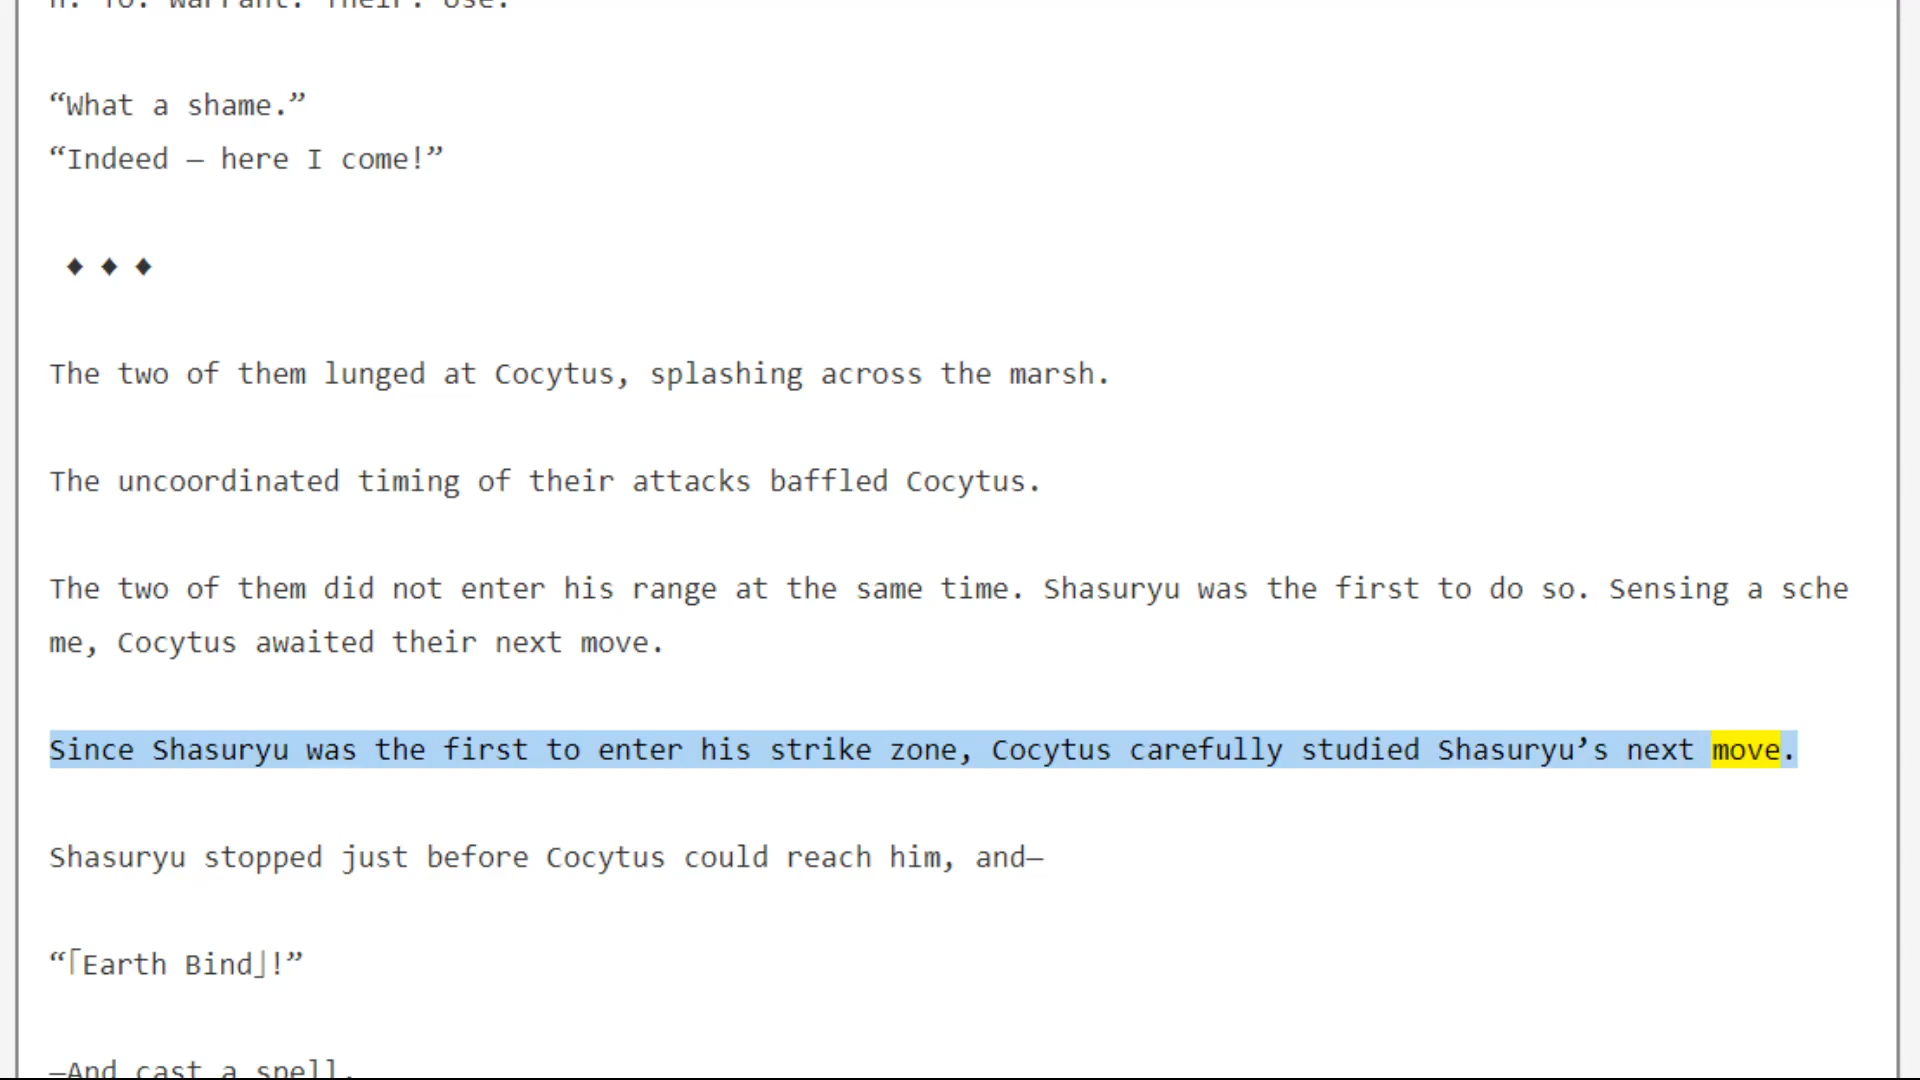 n. To. Warrant. Their. Use.
“What a shame.”
“Indeed — here I come!”
◆ ◆ ◆
The two of them lunged at Cocytus, splashing across the marsh.
The uncoordinated timing of their attacks baffled Cocytus.
The two of them did not enter his range at the same time. Shasuryu was the first to do so. Sensing a sche
me, Cocytus awaited their next move.
Since Shasuryu was the first to enter his strike zone, Cocytus carefully studied Shasuryu’s next move.
Shasuryu stopped just before Cocytus could reach him, and—
“｢Earth Bind｣!”
—And cast a spell.